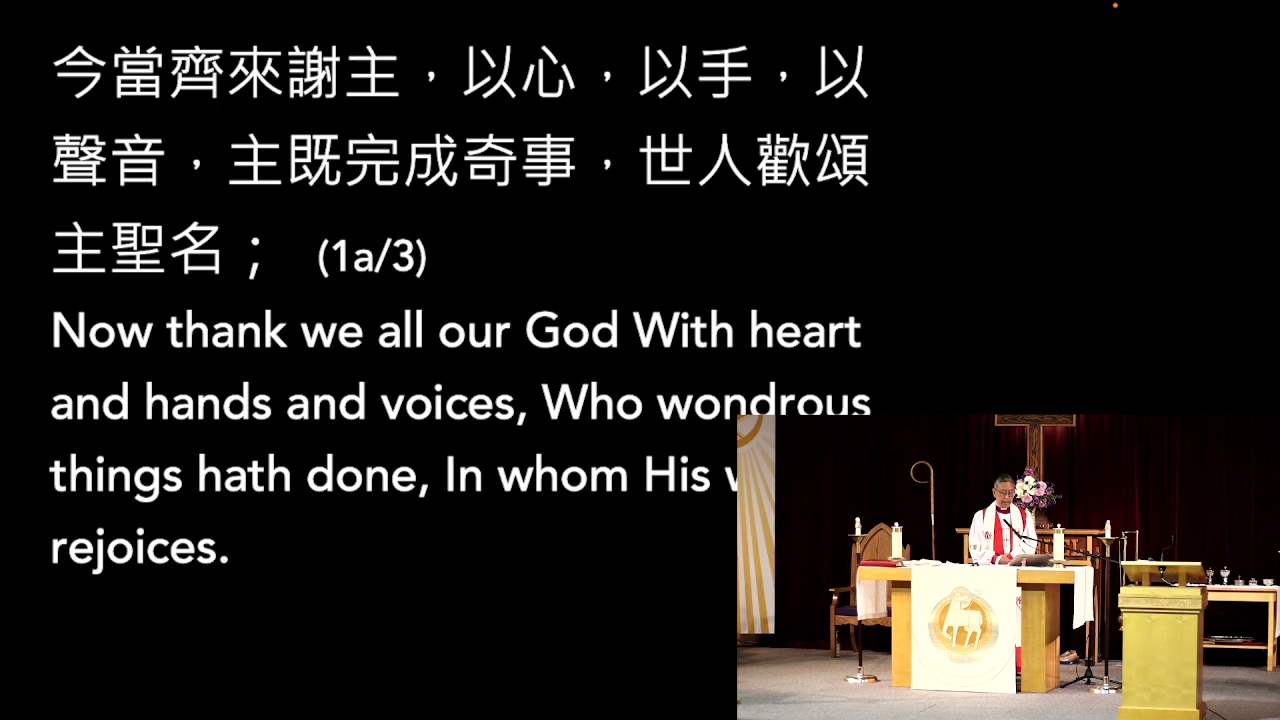 今當齊來謝主，以心，以手，以
聲音，主既完成奇事，世人歡頌
主聖名； (1a/3)
Now thank we all our God With heart
and hands and voices, Who wondrous
things hath done, In whom His
rejoices.